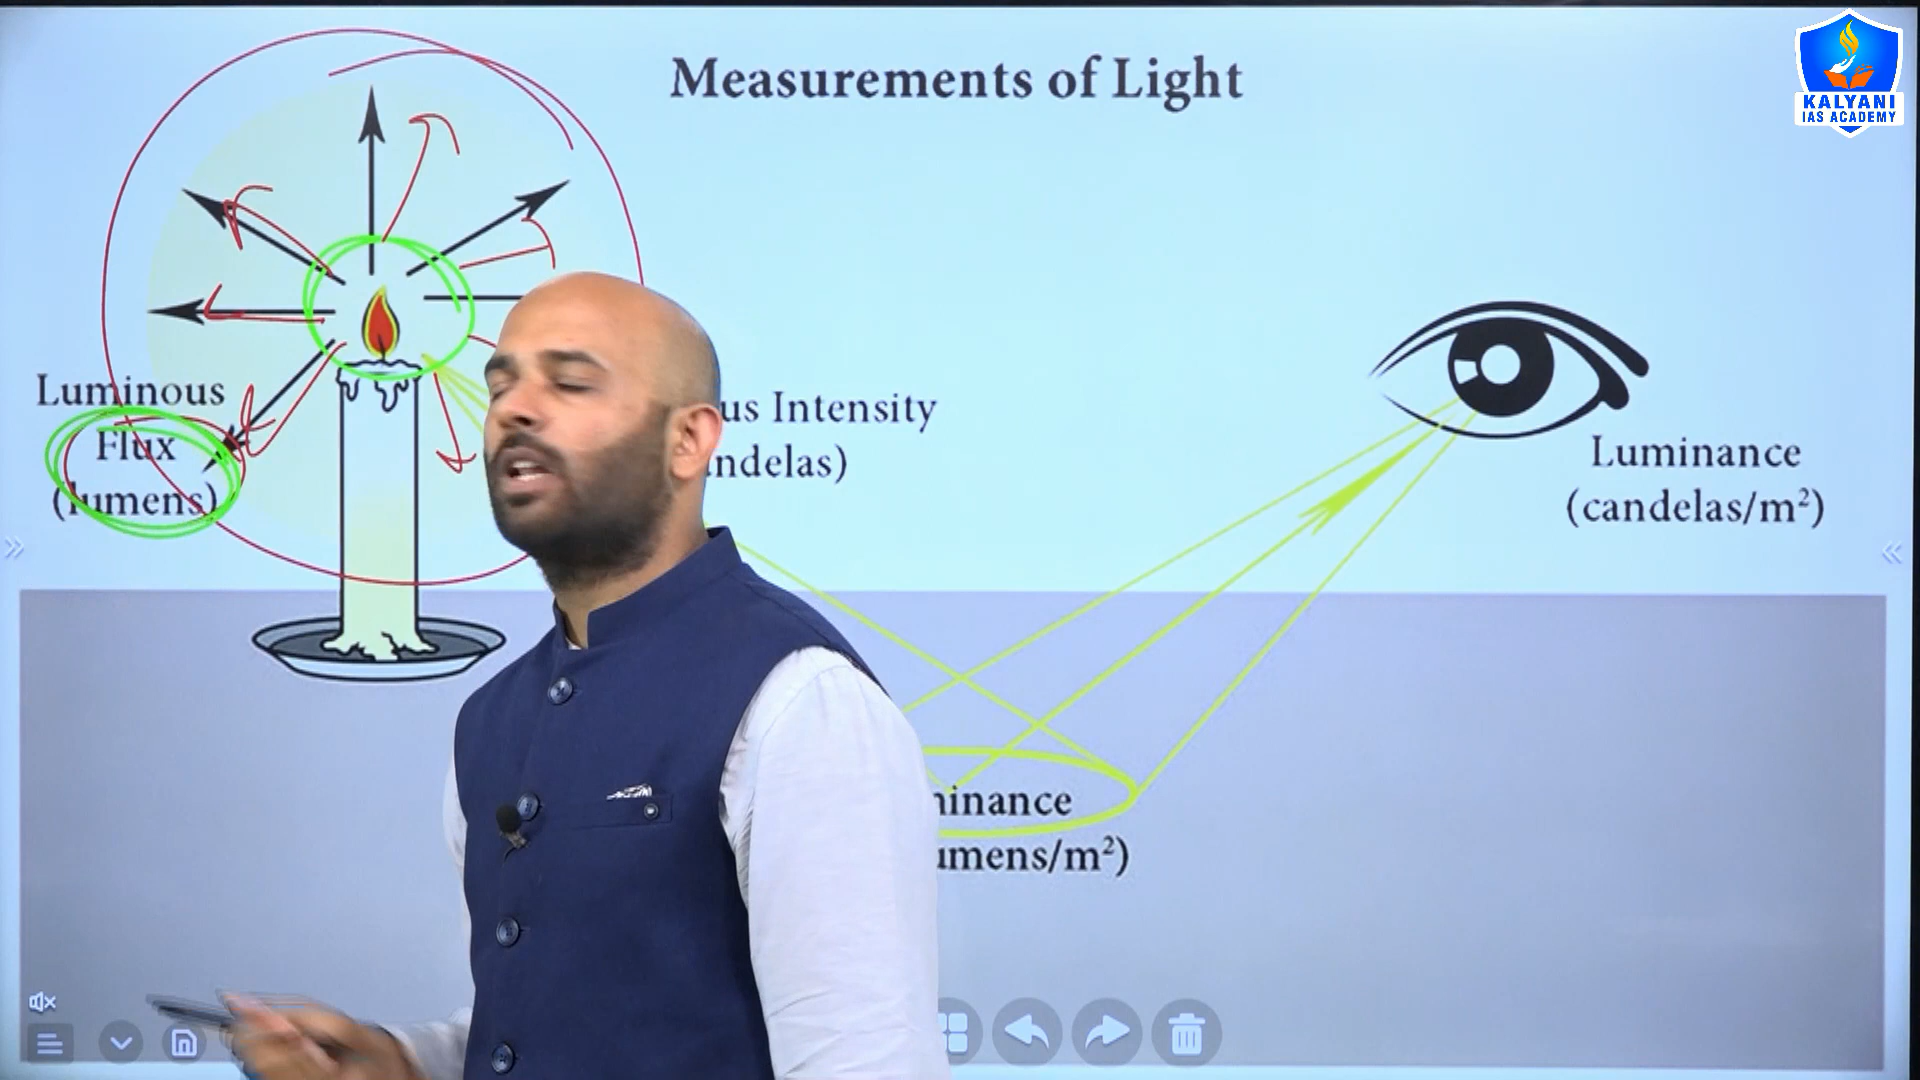 Measurements of Light
KALYANI
IAS ACADEMY
Luminous
Flux
(lumens)
us Intensity
ndelas)
Luminance
(candelas/m²)
minance
umens/m²)